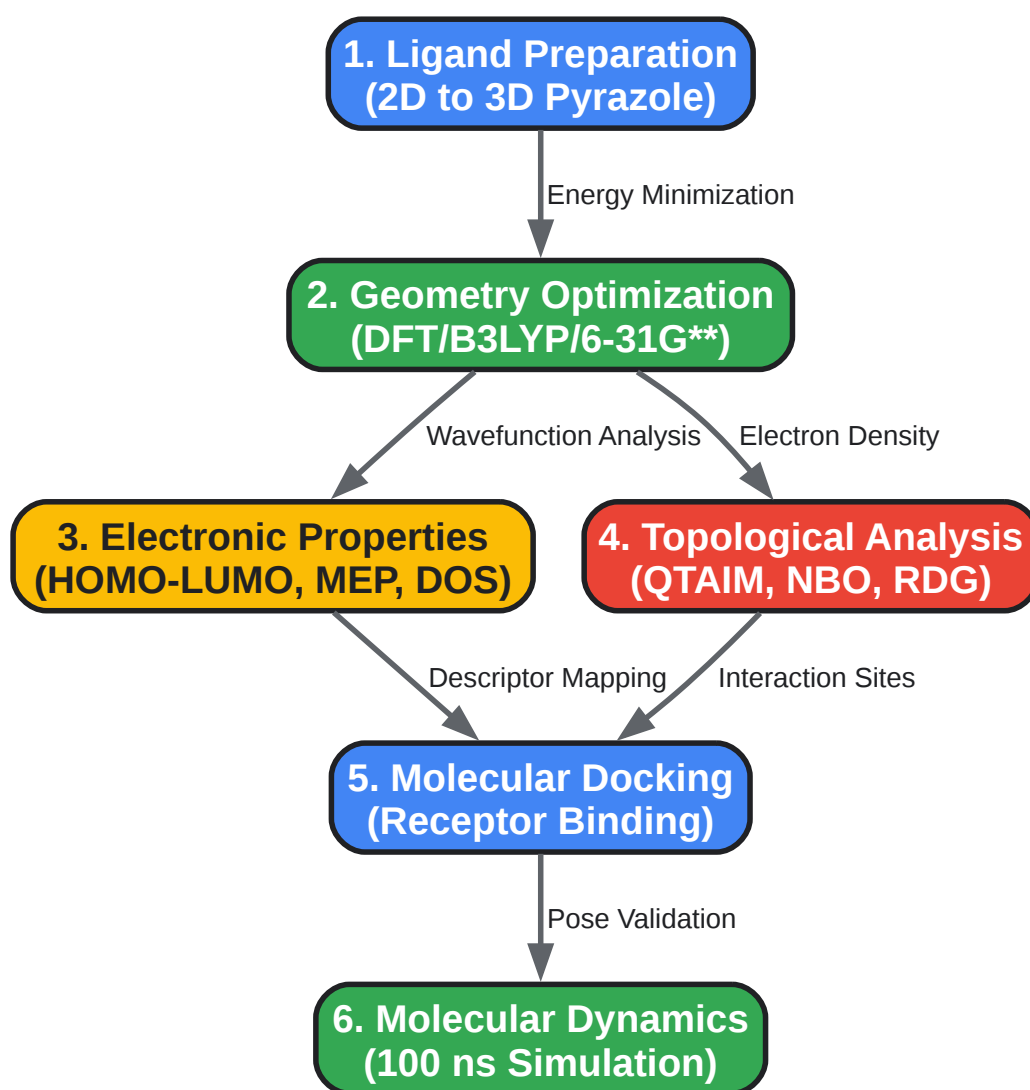 1. Ligand Preparation
(2D to 3D Pyrazole)
Energy Minimization
2. Geometry Optimization
(DFT/B3LYP/6-31G**)
Wavefunction Analysis
Electron Density
3. Electronic Properties
(HOMO-LUMO, MEP, DOS)
4. Topological Analysis
(QTAIM, NBO, RDG)
Descriptor Mapping
Interaction Sites
5. Molecular Docking
(Receptor Binding)
Pose Validation
6. Molecular Dynamics
(100 ns Simulation)